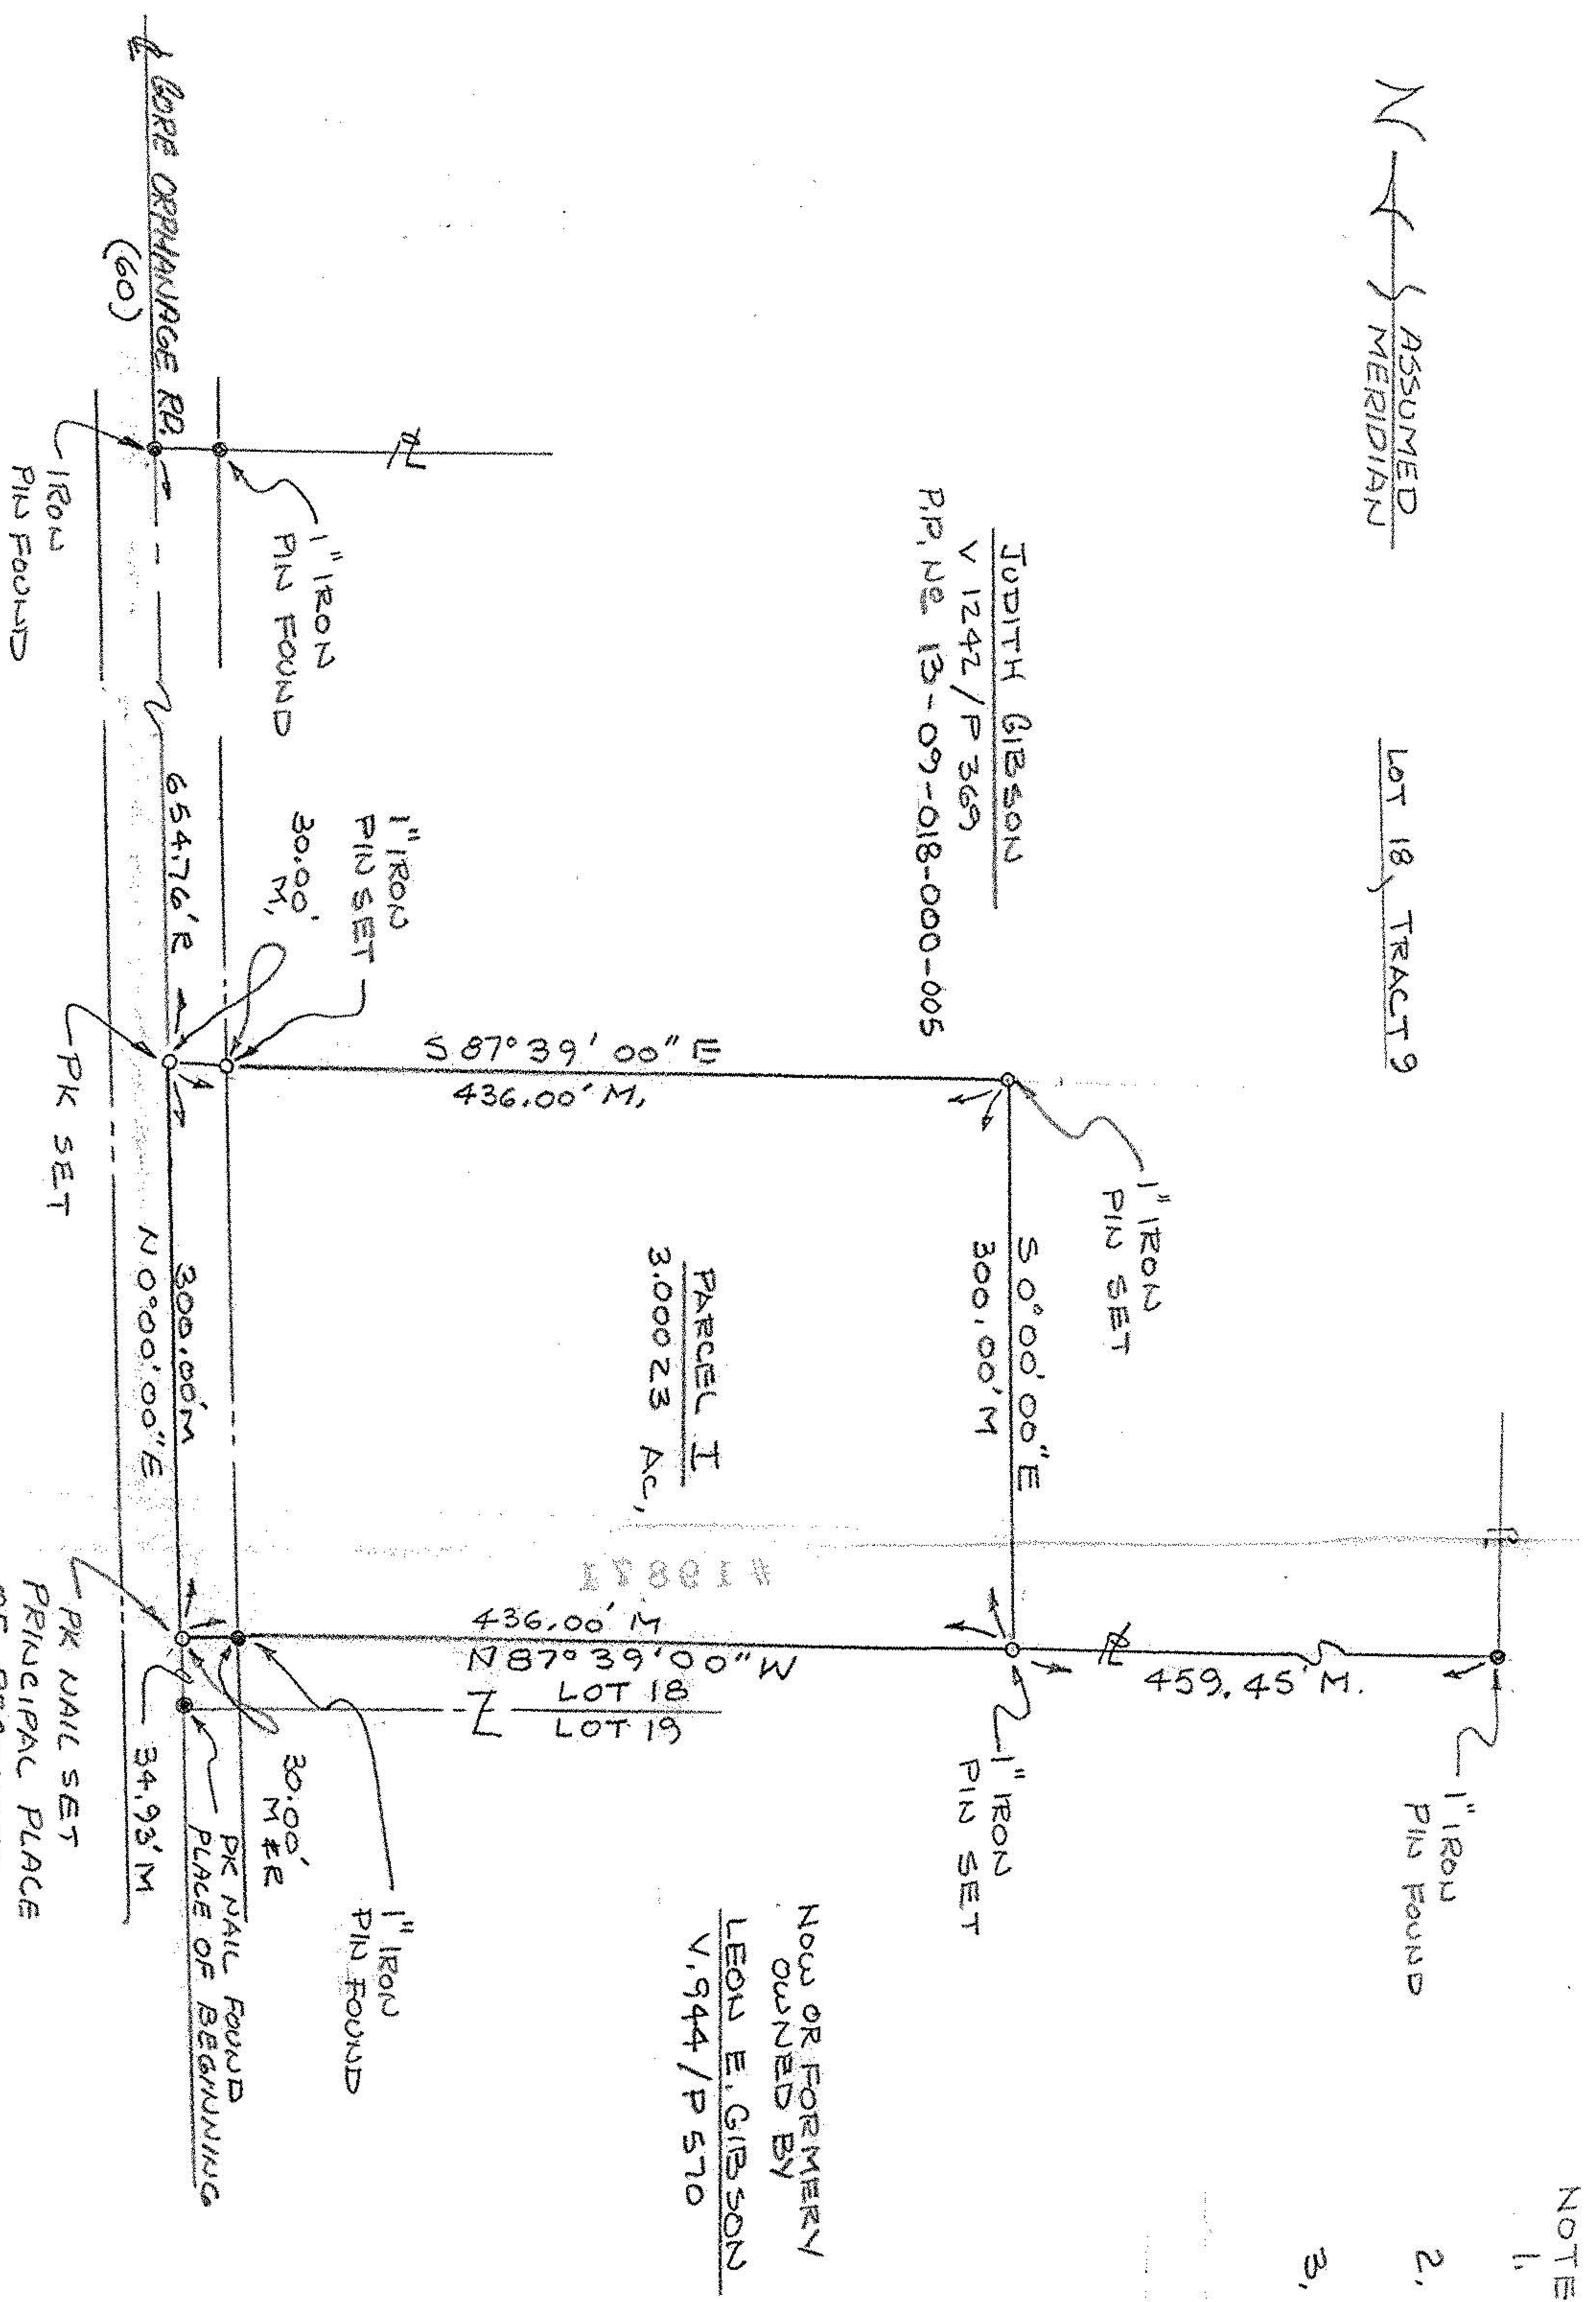 N
ASSUMED
MERIDIAN
LOT 18, TRACT 9
NOTE
1.
2.
3.
JUDITH GIBSON
V 1242/P 369
P.P. Nº 13-09-018-000-005
℄ GORE ORPHANAGE RD.
(60)
IRON
PIN FOUND
1" IRON
PIN FOUND
PL
654.76' R
1" IRON
PIN SET
30.00'
M.
PK SET
S 87° 39' 00" E
436.00' M.
1" IRON
PIN SET
S 0° 00' 00" E
300.00' M
PARCEL I
3.00023 Ac.
300.00' M
N 0° 00' 00" E
#19871
436.00' M
N 87° 39' 00" W
LOT 18
LOT 19
PL
459.45' M.
1" IRON
PIN FOUND
1" IRON
PIN SET
1" IRON
PIN FOUND
30.00'
M & R
PK NAIL FOUND
PLACE OF BEGINNING
34.93' M
PK NAIL SET
PRINCIPAL PLACE
NOW OR FORMERY
OWNED BY
LEON E. GIBSON
V. 944 / P 570